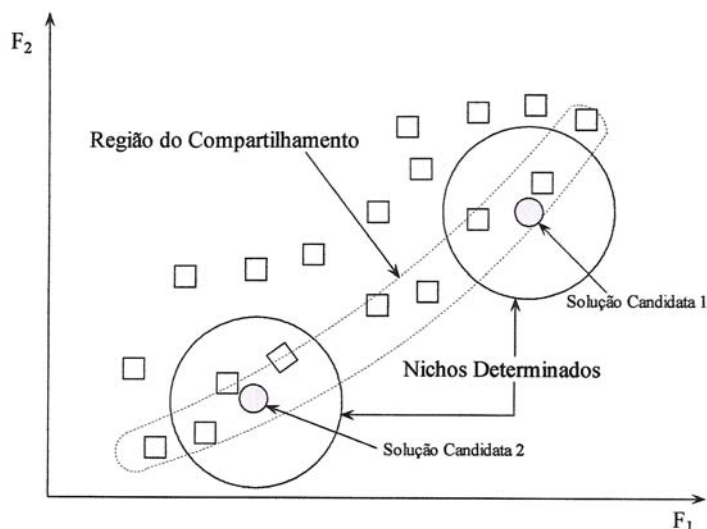 F2
Região do Compartilhamento
Solução Candidata 1
Nichos Determinados
Solução Candidata 2
F1